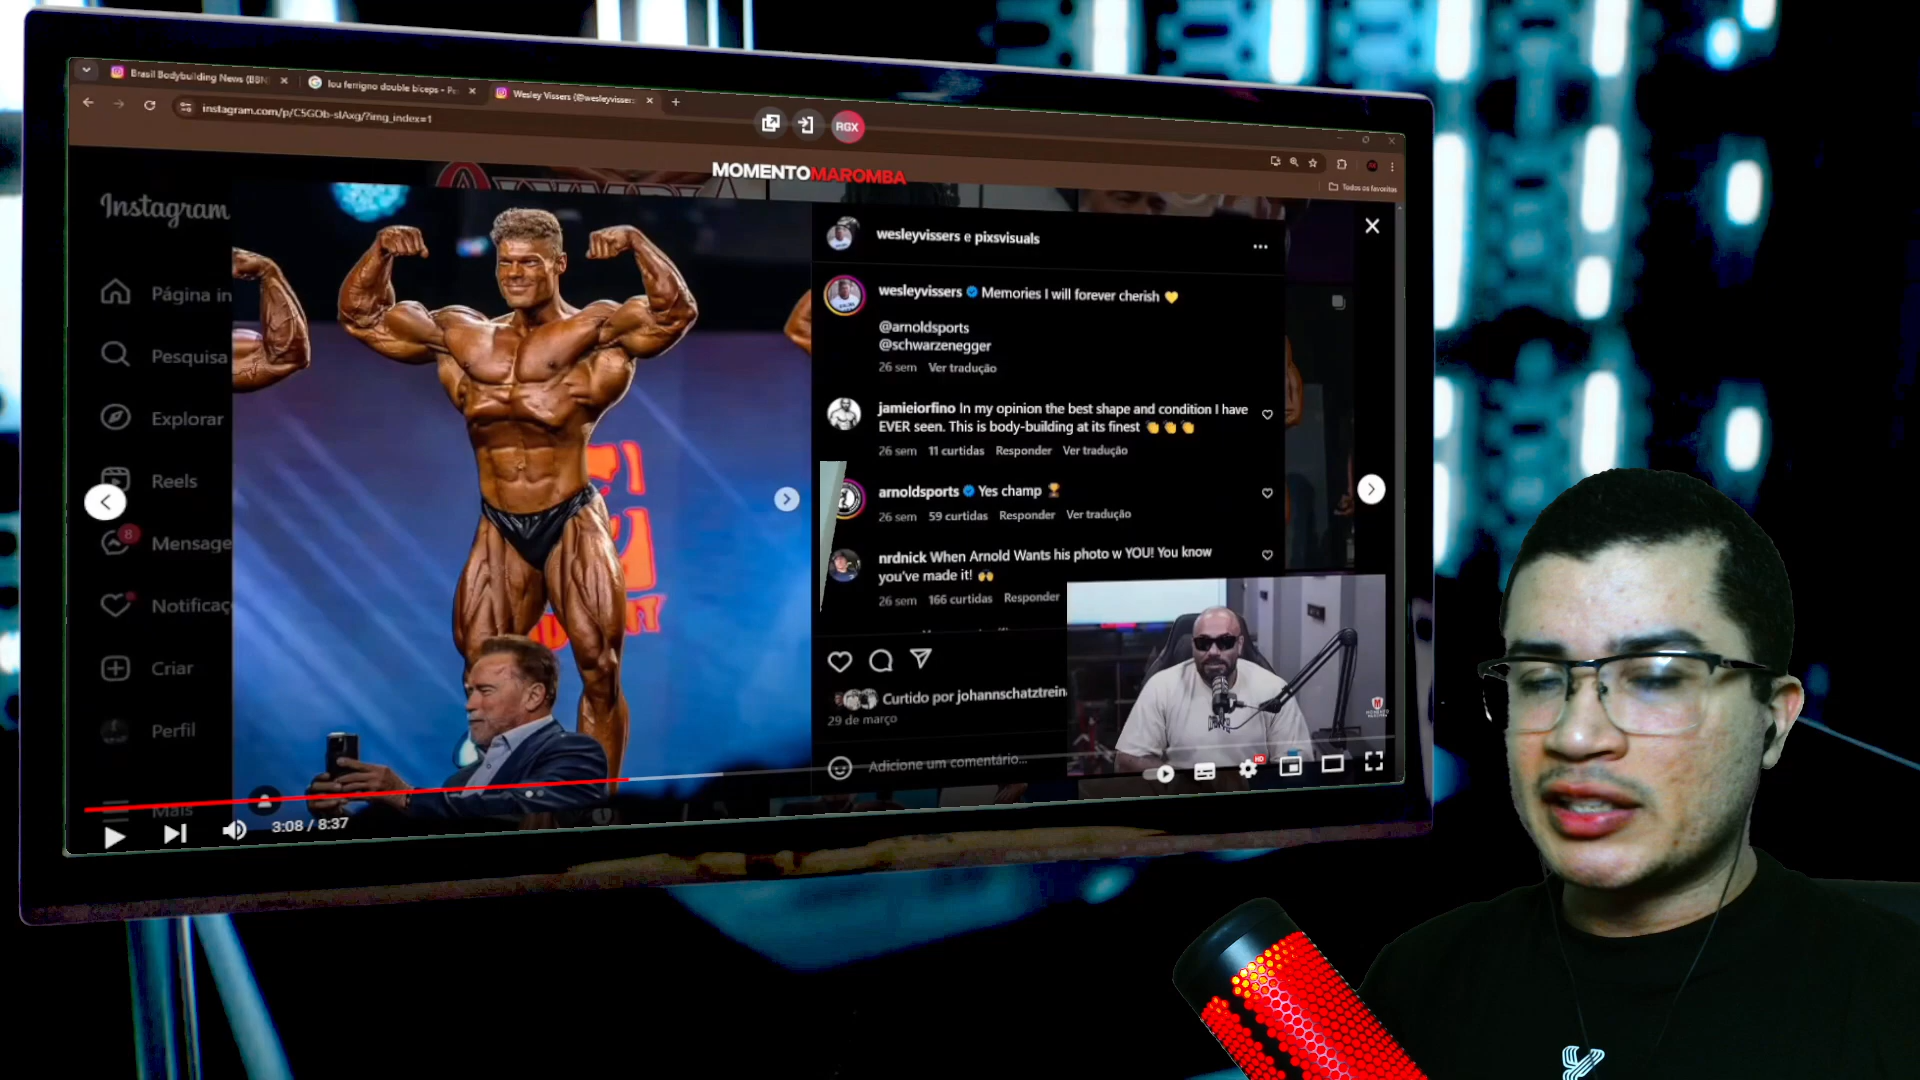 Brasil Bodybuilding News (BBN
lou ferrigno double biceps - Pe
Wesley Vissers (@wesleyvissers
instagram.com/p/C5GOb-slAxg/?img_index=1
RGX
Todos os favoritos
MOMENTOMAROMBA
Instagram
Página in
Pesquisa
Explorar
Reels
8
Mensage
Notificaç
Criar
Perfil
Mais
wesleyvissers e pixsvisuals
wesleyvissers Memories I will forever cherish 💛
@arnoldsports
@schwarzenegger
26 sem Ver tradução
jamielorfino In my opinion the best shape and condition I have
EVER seen. This is body-building at its finest 👏👏👏
26 sem 11 curtidas Responder Ver tradução
arnoldsports Yes champ 🏆
26 sem 59 curtidas Responder Ver tradução
nrdnick When Arnold Wants his photo w YOU! You know
you've made it! 🙌
26 sem 166 curtidas Responder
Curtido por johannschatztrein
29 de março
Adicione um comentário...
HD
3:08 / 8:37